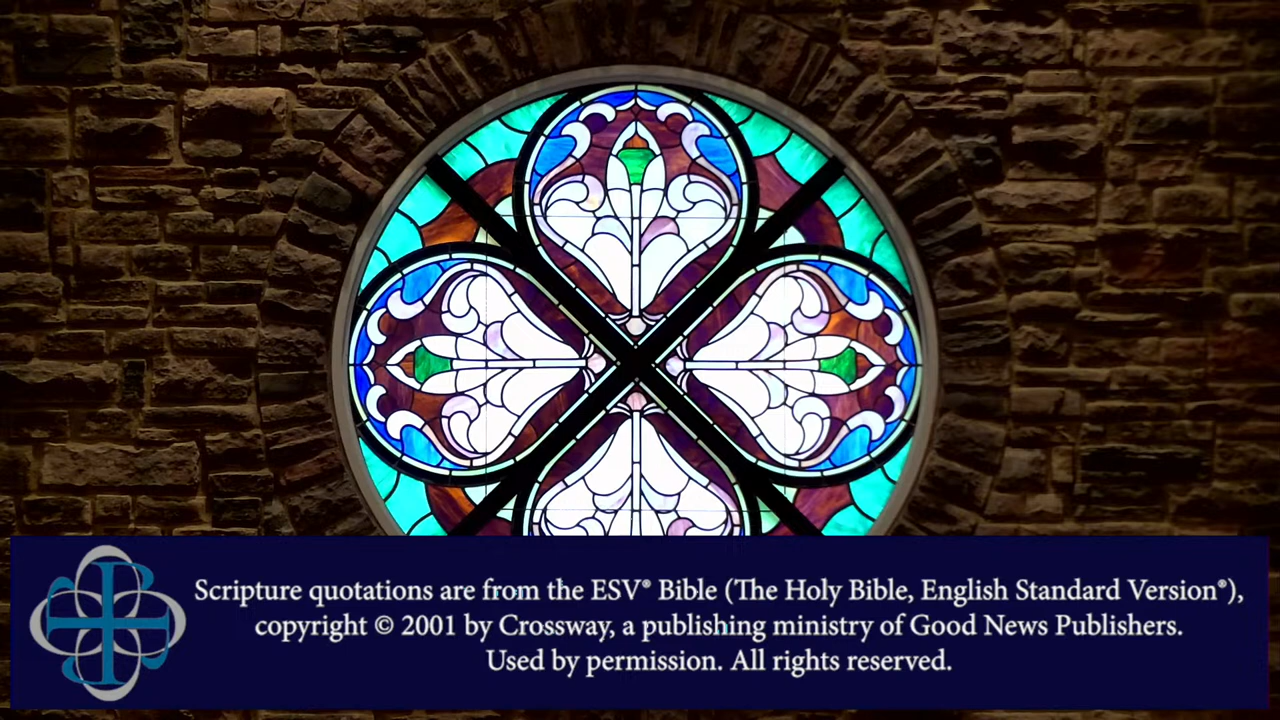 Scripture quotations are from the ESV® Bible (The Holy Bible, English Standard Version®),
copyright © 2001 by Crossway, a publishing ministry of Good News Publishers.
Used by permission. All rights reserved.